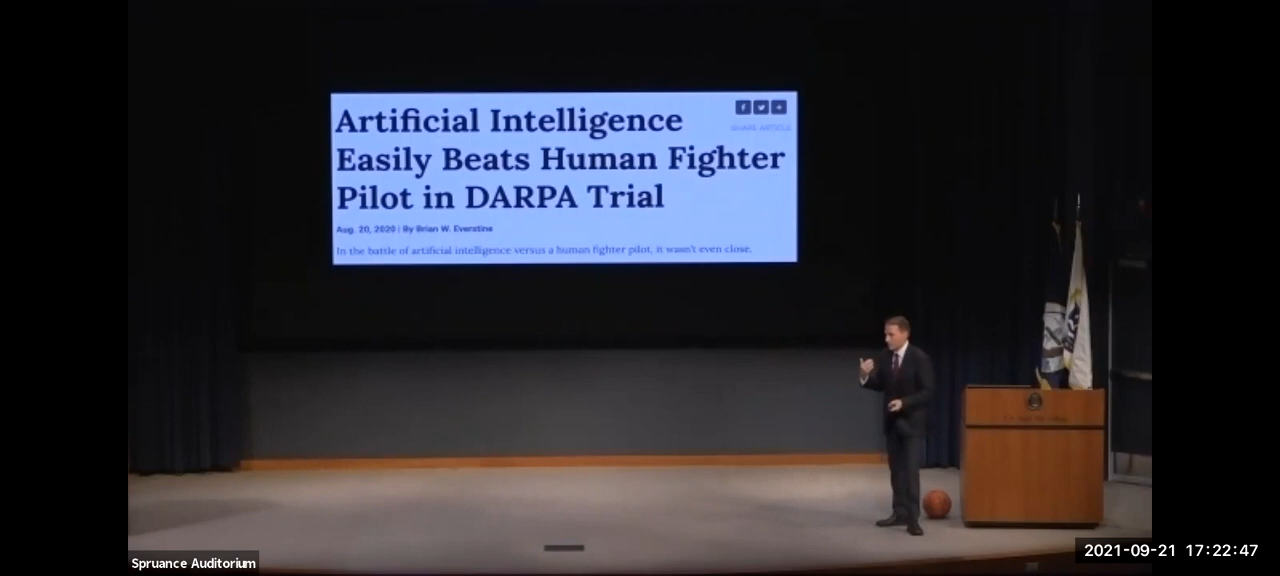 Artificial Intelligence
Easily Beats Human Fighter
Pilot in DARPA Trial
SHARE ARTICLE
Aug. 20, 2020 | By Brian W. Everstine
In the battle of artificial intelligence versus a human fighter pilot, it wasn't even close.
Spruance Auditorium
2021-09-21 17:22:47